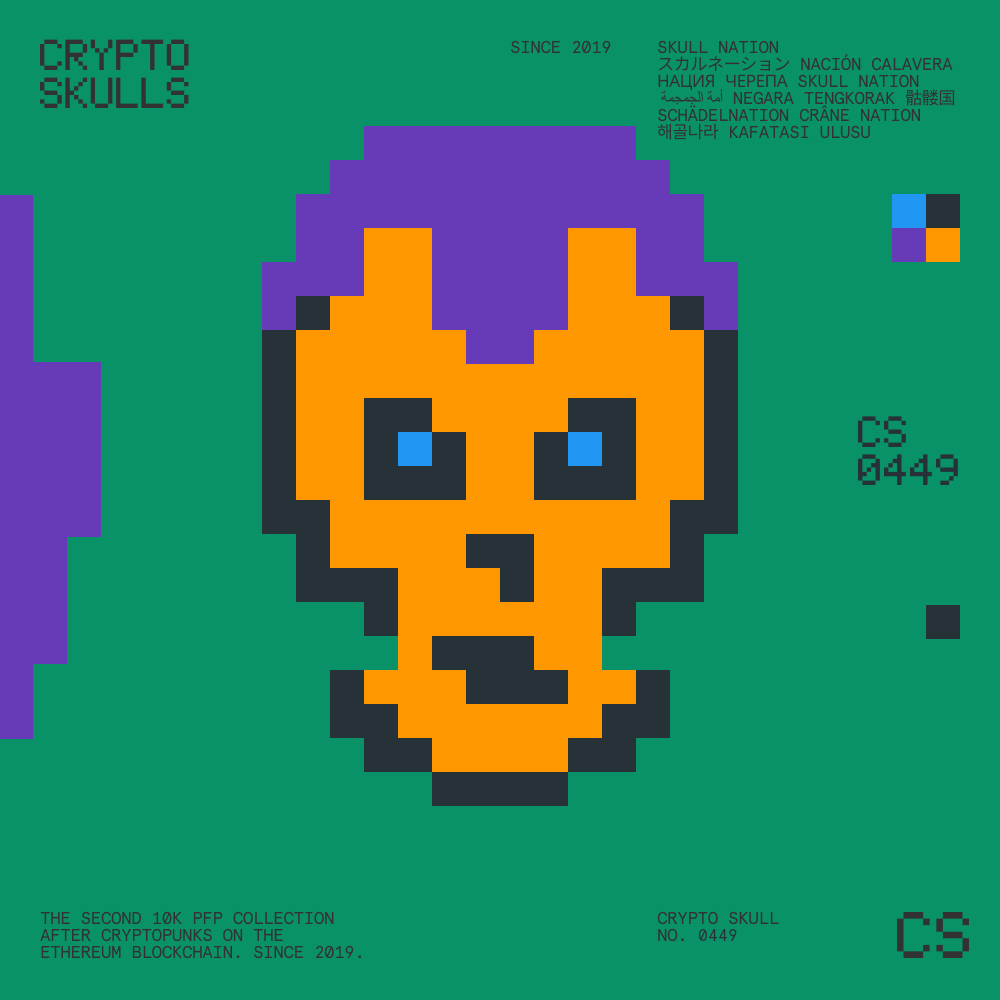 CRYPTO
SKULLS
SINCE 2019
SKULL NATION
スカルネーション NACIÓN CALAVERA
НАЦИЯ ЧЕРЕПА SKULL NATION
أمة الجمجمة NEGARA TENGKORAK 骷髅国
SCHÄDELNATION CRÂNE NATION
해골나라 KAFATASI ULUSU
CS
0449
THE SECOND 10K PFP COLLECTION
AFTER CRYPTOPUNKS ON THE
ETHEREUM BLOCKCHAIN. SINCE 2019.
CRYPTO SKULL
NO. 0449
CS